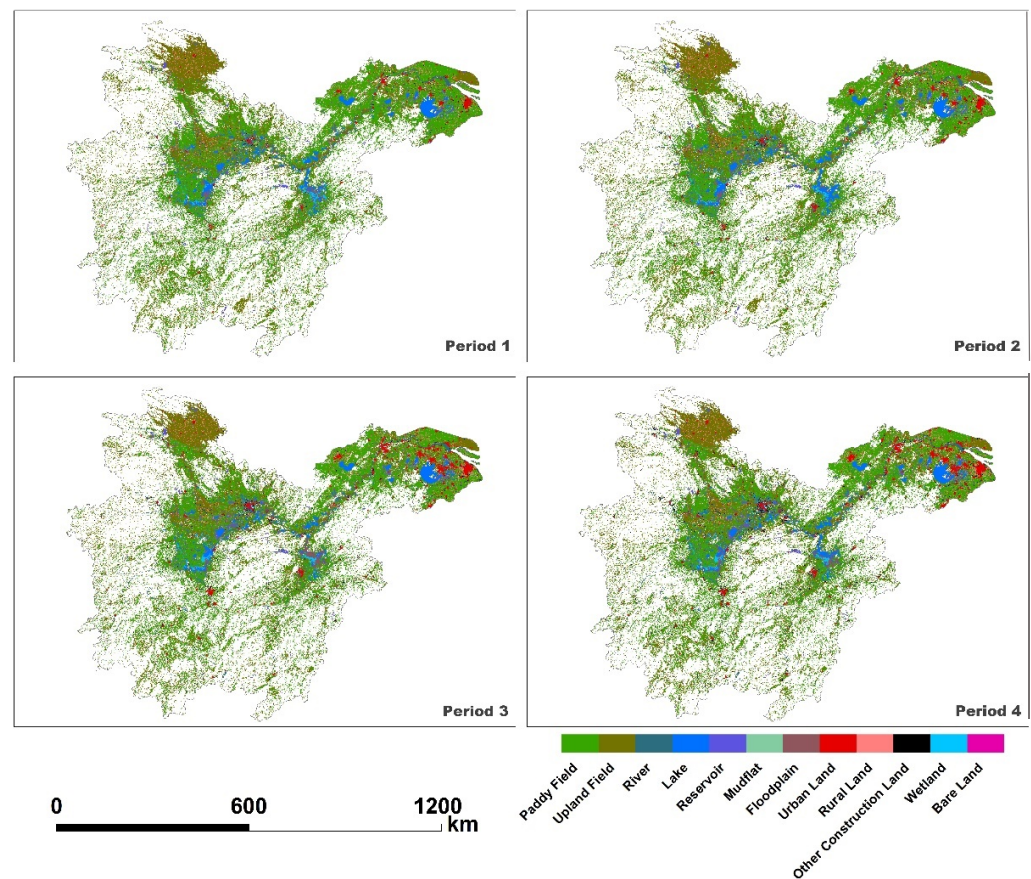 Period 1
Period 2
Period 3
Period 4
Paddy Field
Upland Field
River
Lake
Reservoir
Mudflat
Floodplain
Urban Land
Rural Land
Other Construction Land
Wetland
Bare Land
0 600 1200
km